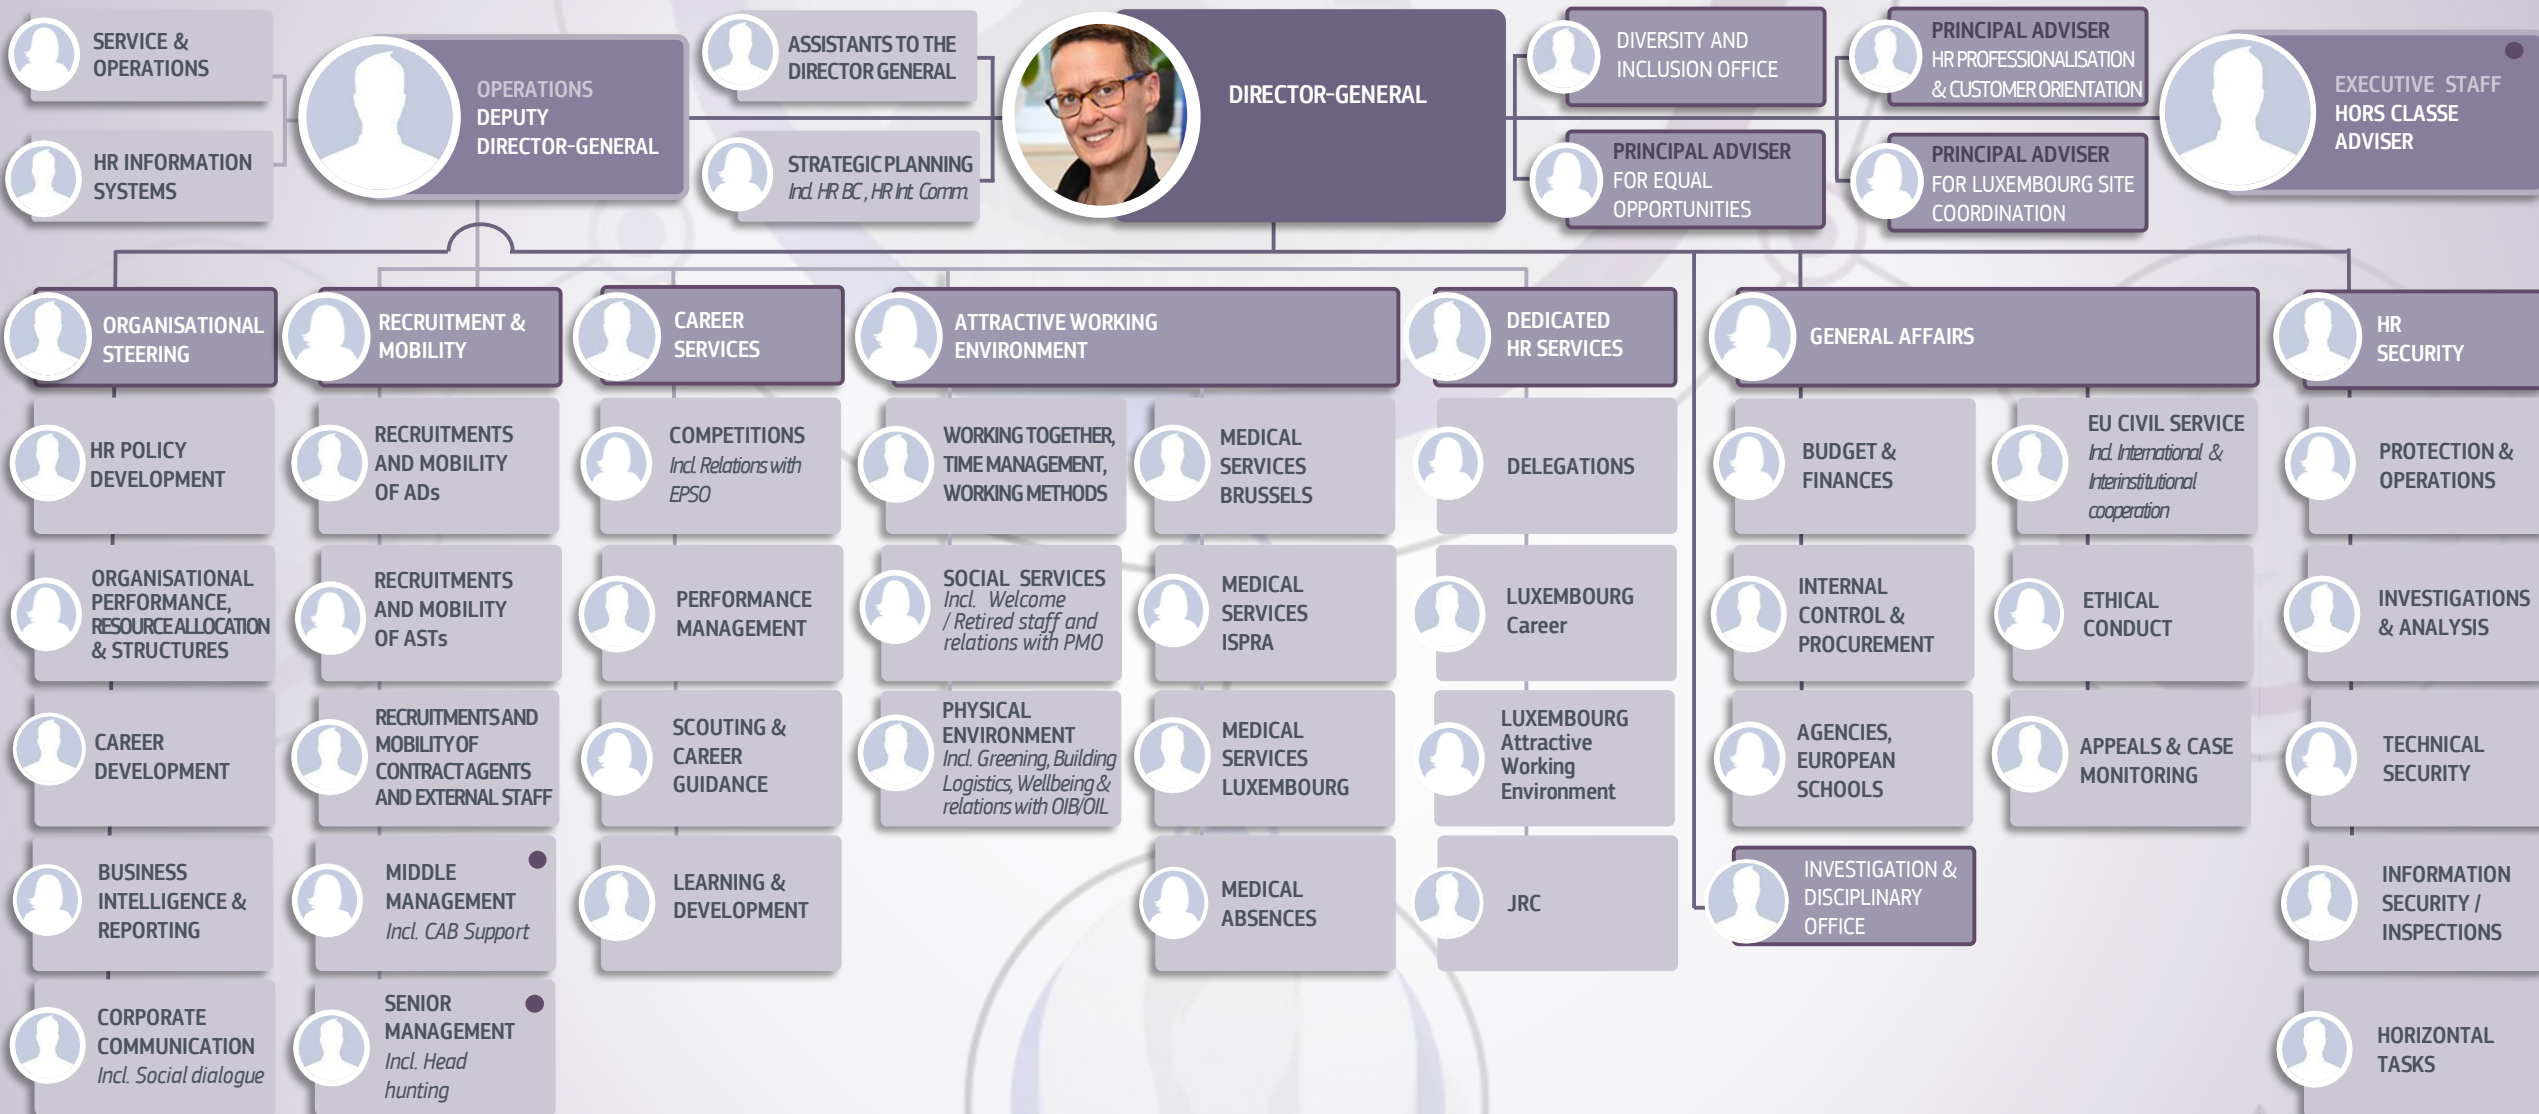 SERVICE &
OPERATIONS
HR INFORMATION
SYSTEMS
OPERATIONS
DEPUTY
DIRECTOR-GENERAL
ASSISTANTS TO THE
DIRECTOR GENERAL
STRATEGIC PLANNING
Incl. HR BC , HR Int. Comm.
DIRECTOR-GENERAL
DIVERSITY AND
INCLUSION OFFICE
PRINCIPAL ADVISER
FOR EQUAL
OPPORTUNITIES
PRINCIPAL ADVISER
HR PROFESSIONALISATION
& CUSTOMER ORIENTATION
PRINCIPAL ADVISER
FOR LUXEMBOURG SITE
COORDINATION
EXECUTIVE STAFF
HORS CLASSE
ADVISER
ORGANISATIONAL
STEERING
HR POLICY
DEVELOPMENT
ORGANISATIONAL
PERFORMANCE,
RESOURCE ALLOCATION
& STRUCTURES
CAREER
DEVELOPMENT
BUSINESS
INTELLIGENCE &
REPORTING
CORPORATE
COMMUNICATION
Incl. Social dialogue
RECRUITMENT &
MOBILITY
RECRUITMENTS
AND MOBILITY
OF ADs
RECRUITMENTS
AND MOBILITY
OF ASTs
RECRUITMENTS AND
MOBILITY OF
CONTRACT AGENTS
AND EXTERNAL STAFF
MIDDLE
MANAGEMENT
Incl. CAB Support
SENIOR
MANAGEMENT
Incl. Head
hunting
CAREER
SERVICES
COMPETITIONS
Incl. Relations with
EPSO
PERFORMANCE
MANAGEMENT
SCOUTING &
CAREER
GUIDANCE
LEARNING &
DEVELOPMENT
ATTRACTIVE WORKING
ENVIRONMENT
WORKING TOGETHER,
TIME MANAGEMENT,
WORKING METHODS
SOCIAL SERVICES
Incl. Welcome
/ Retired staff and
relations with PMO
PHYSICAL
ENVIRONMENT
Incl. Greening, Building
Logistics, Wellbeing &
relations with OIB/OIL
MEDICAL
SERVICES
BRUSSELS
MEDICAL
SERVICES
ISPRA
MEDICAL
SERVICES
LUXEMBOURG
MEDICAL
ABSENCES
DEDICATED
HR SERVICES
DELEGATIONS
LUXEMBOURG
Career
LUXEMBOURG
Attractive
Working
Environment
JRC
GENERAL AFFAIRS
BUDGET &
FINANCES
INTERNAL
CONTROL &
PROCUREMENT
AGENCIES,
EUROPEAN
SCHOOLS
INVESTIGATION &
DISCIPLINARY
OFFICE
EU CIVIL SERVICE
Incl. International &
Interinstitutional
cooperation
ETHICAL
CONDUCT
APPEALS & CASE
MONITORING
HR
SECURITY
PROTECTION &
OPERATIONS
INVESTIGATIONS
& ANALYSIS
TECHNICAL
SECURITY
INFORMATION
SECURITY /
INSPECTIONS
HORIZONTAL
TASKS